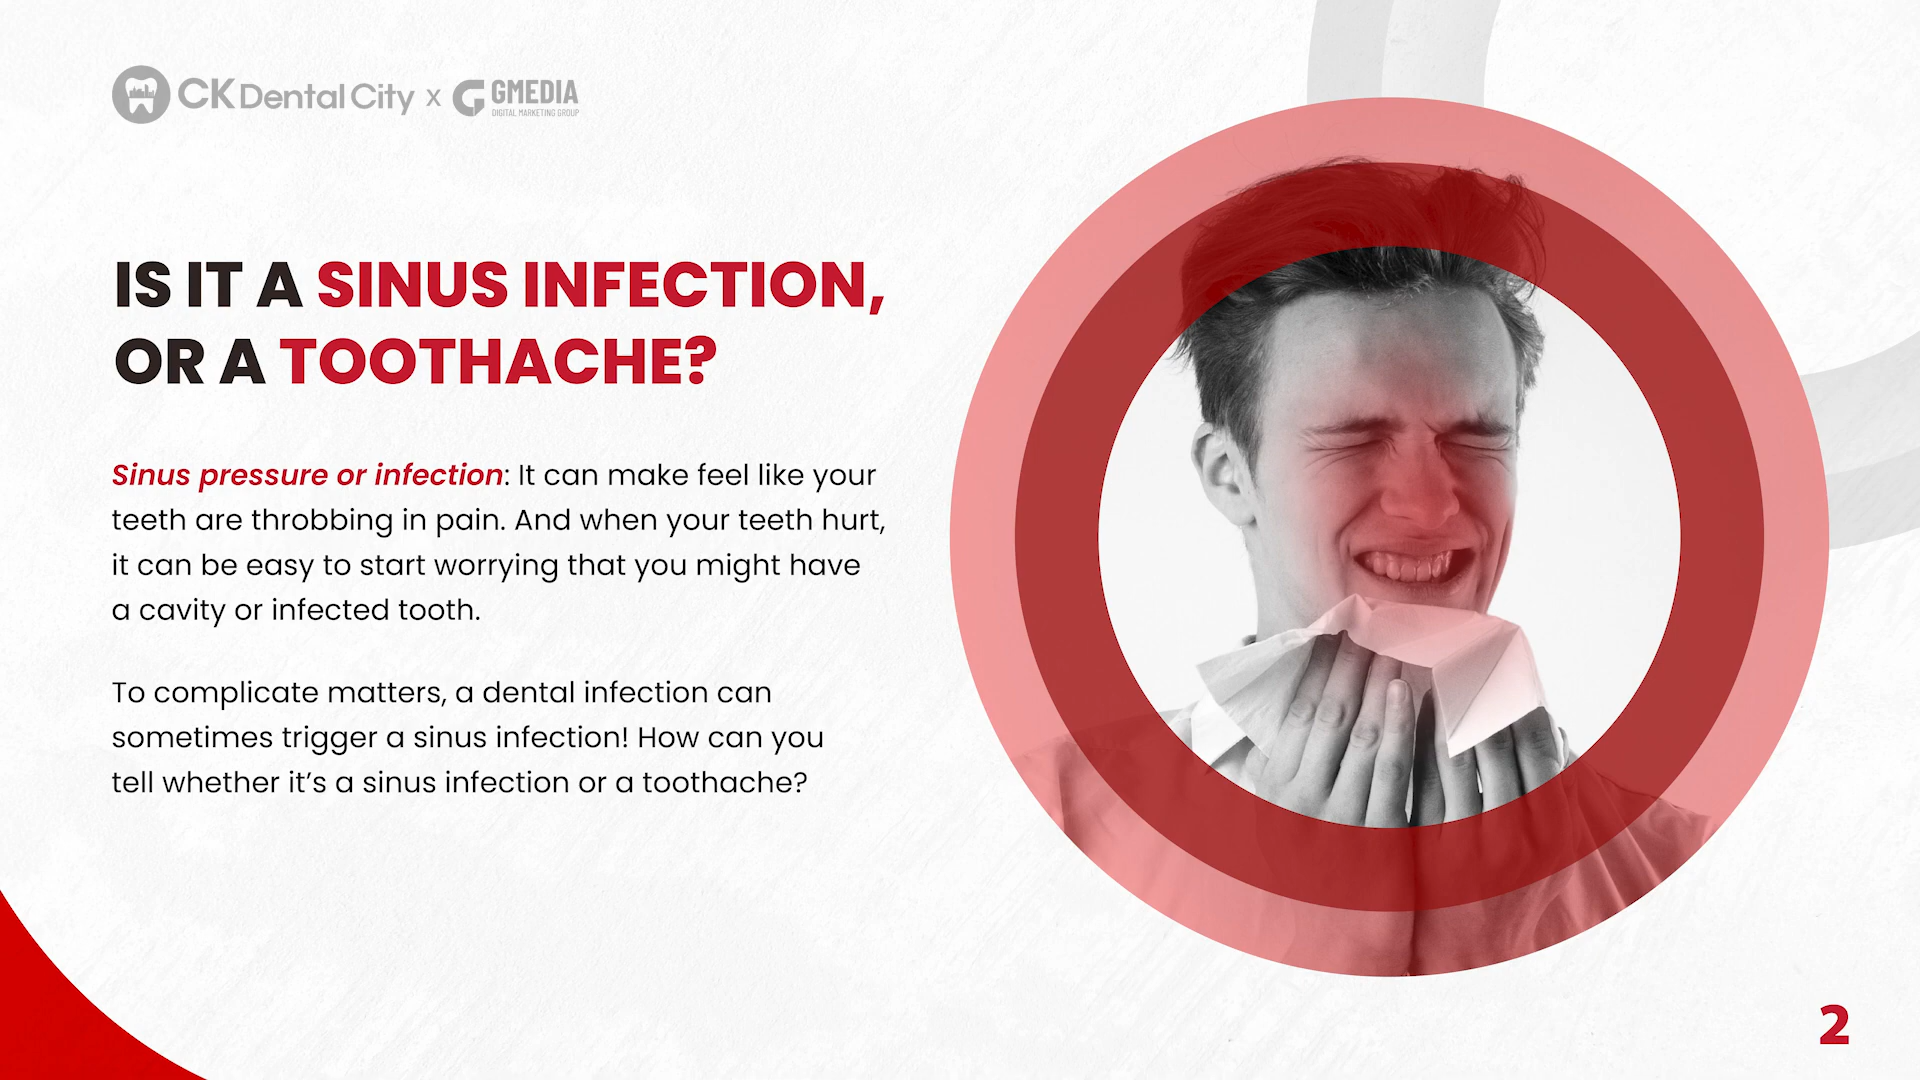 CK Dental City x GMEDIA
DIGITAL MARKETING GROUP
IS IT A SINUS INFECTION,
OR A TOOTHACHE?
Sinus pressure or infection: It can make feel like your
teeth are throbbing in pain. And when your teeth hurt,
it can be easy to start worrying that you might have
a cavity or infected tooth.
To complicate matters, a dental infection can
sometimes trigger a sinus infection! How can you
tell whether it’s a sinus infection or a toothache?
2